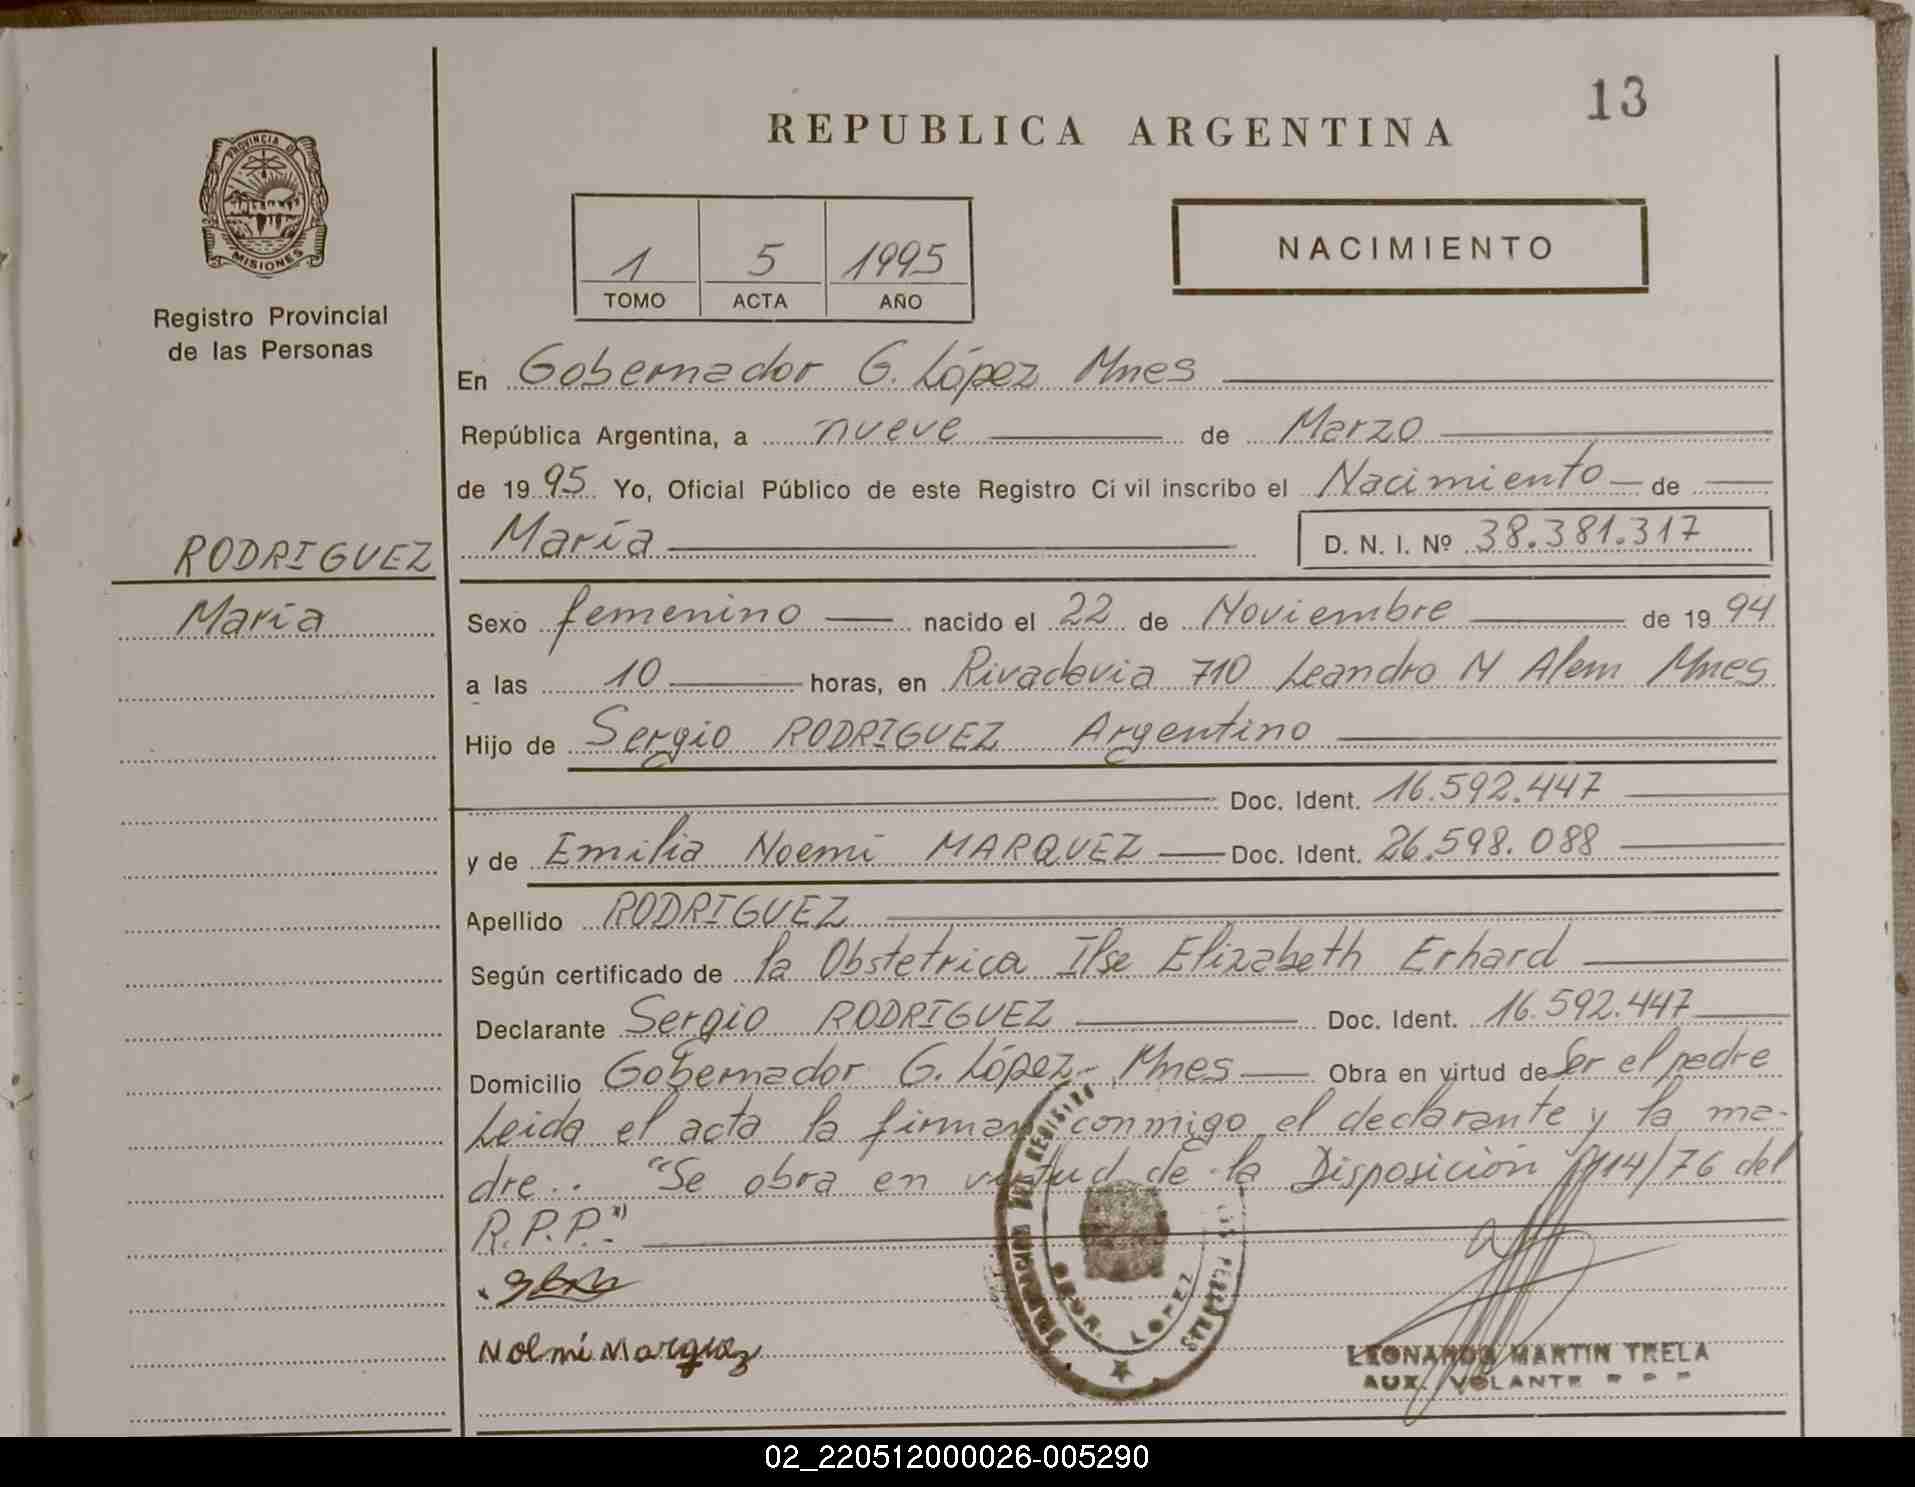 13
REPUBLICA ARGENTINA
PROVINCIA D
MISIONES
Registro Provincial
de las Personas
1 5 1995
TOMO ACTA AÑO
NACIMIENTO
En Gobernador G. López Mnes
República Argentina, a nueve de Marzo
de 1995 Yo, Oficial Público de este Registro Civil inscribo el Nacimiento de
RODRIGUEZ María D. N. I. Nº 38.381.317
María
Sexo femenino nacido el 22 de Noviembre de 1994
a las 10 horas, en Rivadavia 710 Leandro N Alem Mnes
Hijo de Sergio RODRIGUEZ Argentino
Doc. Ident. 16.592.447
y de Emilia Noemi MARQUEZ Doc. Ident. 26.598.088
Apellido RODRIGUEZ
Según certificado de la Obstetrica Ilse Elizabeth Erhard
Declarante Sergio RODRIGUEZ Doc. Ident. 16.592.447
Domicilio Gobernador G. López - Mnes Obra en virtud de Ser el padre
Leida el acta la firman conmigo el declarante y la ma-
dre.. "Se obra en virtud de la Disposición 114/76 del
R.P.P."
Noemi Marquez
GDOR. LOPEZ
LEONARDO MARTIN TRELA
AUX. VOLANTE R P P
02_220512000026-005290